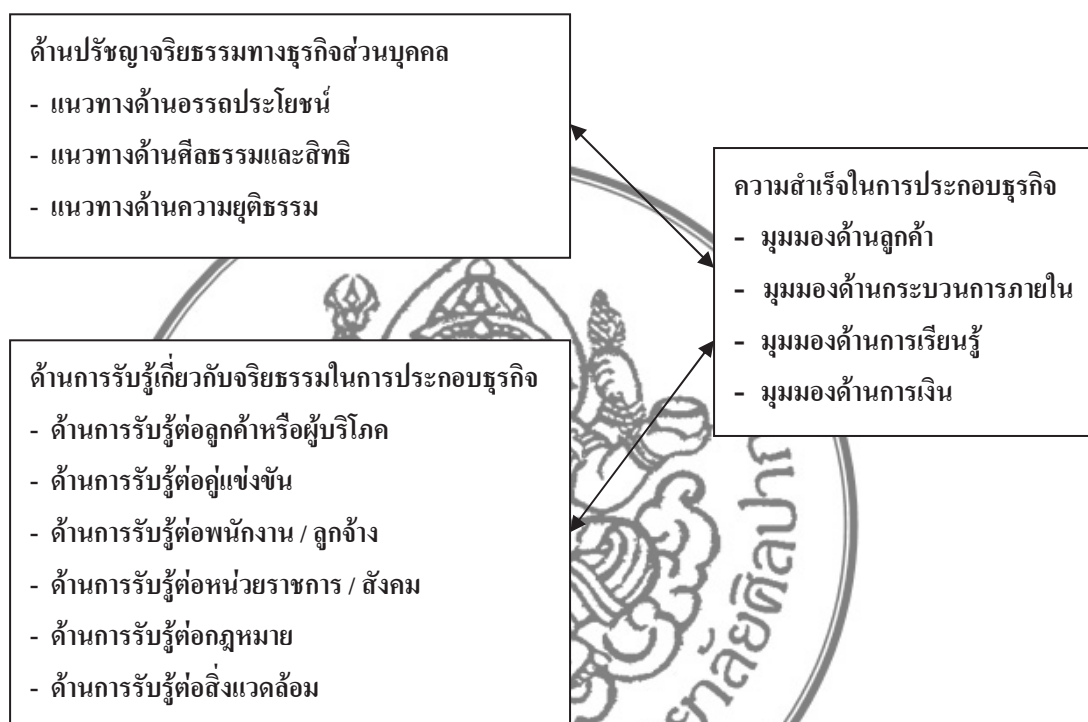 ด้านปรัชญาจริยธรรมทางธุรกิจส่วนบุคคล
- แนวทางด้านอรรถประโยชน์
- แนวทางด้านศีลธรรมและสิทธิ
- แนวทางด้านความยุติธรรม
ด้านการรับรู้เกี่ยวกับจริยธรรมในการประกอบธุรกิจ
- ด้านการรับรู้ต่อลูกค้าหรือผู้บริโภค
- ด้านการรับรู้ต่อคู่แข่งขัน
- ด้านการรับรู้ต่อพนักงาน / ลูกจ้าง
- ด้านการรับรู้ต่อหน่วยราชการ / สังคม
- ด้านการรับรู้ต่อกฎหมาย
- ด้านการรับรู้ต่อสิ่งแวดล้อม
ความสำเร็จในการประกอบธุรกิจ
- มุมมองด้านลูกค้า
- มุมมองด้านกระบวนการภายใน
- มุมมองด้านการเรียนรู้
- มุมมองด้านการเงิน